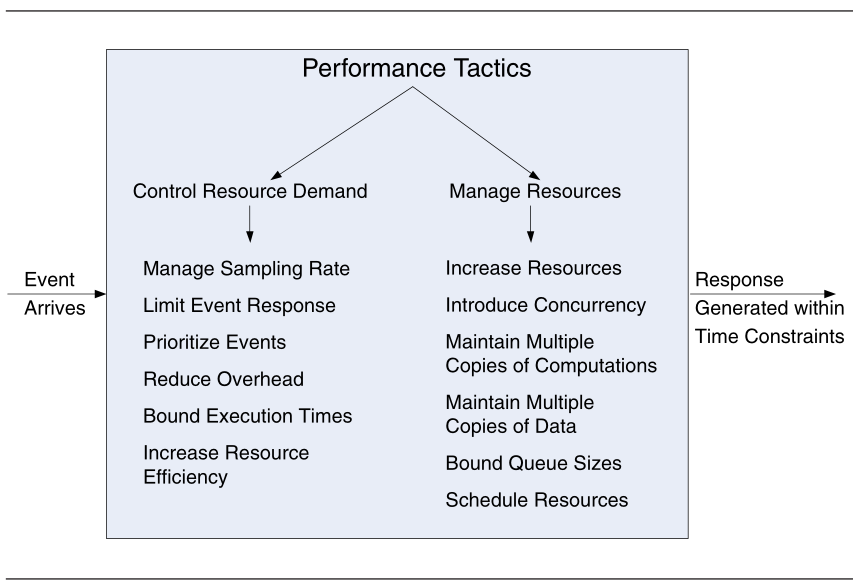 Performance Tactics
Control Resource Demand
Manage Sampling Rate
Limit Event Response
Prioritize Events
Reduce Overhead
Bound Execution Times
Increase Resource
Efficiency
Manage Resources
Increase Resources
Introduce Concurrency
Maintain Multiple
Copies of Computations
Maintain Multiple
Copies of Data
Bound Queue Sizes
Schedule Resources
Event
Arrives
Response
Generated within
Time Constraints